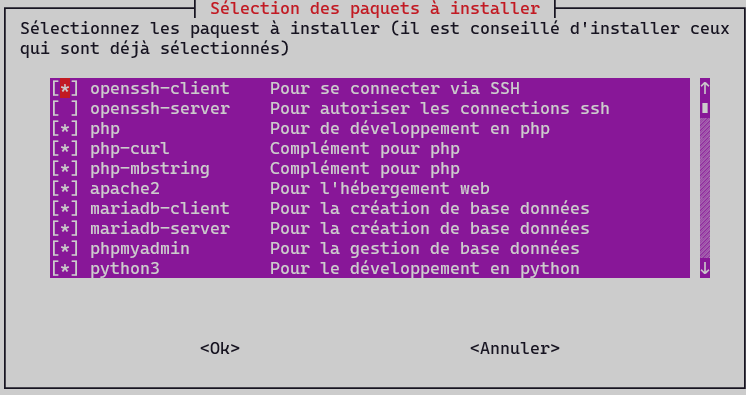 Sélection des paquets à installer
Sélectionnez les paquest à installer (il est conseillé d'installer ceux
qui sont déjà sélectionnés)
[*] openssh-client    Pour se connecter via SSH
[ ] openssh-server    Pour autoriser les connections ssh
[*] php               Pour de développement en php
[*] php-curl          Complément pour php
[*] php-mbstring      Complément pour php
[*] apache2           Pour l'hébergement web
[*] mariadb-client    Pour la création de base données
[*] mariadb-server    Pour la création de base données
[*] phpmyadmin        Pour la gestion de base données
[*] python3           Pour le développement en python
<Ok>                  <Annuler>